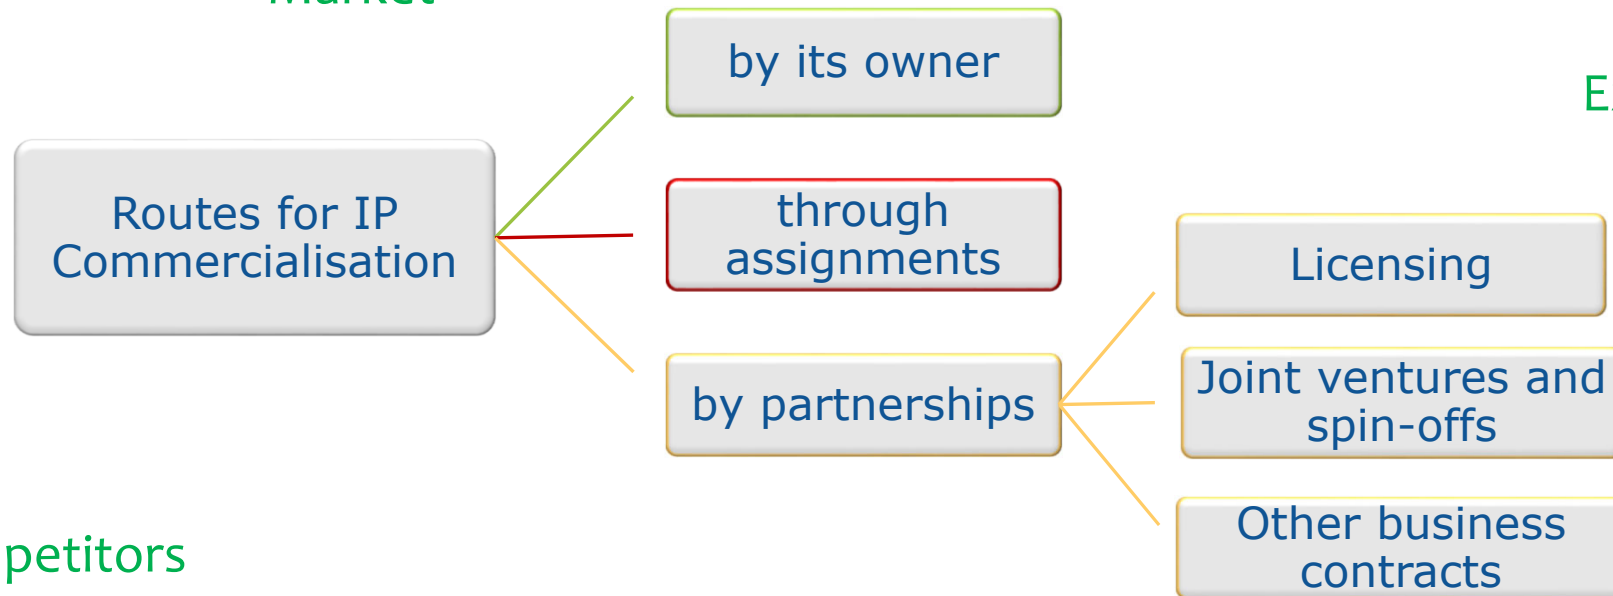 Market
by its owner
Routes for IP
Commercialisation
through
assignments
Licensing
by partnerships
Joint ventures and
spin-offs
Other business
contracts
petitors